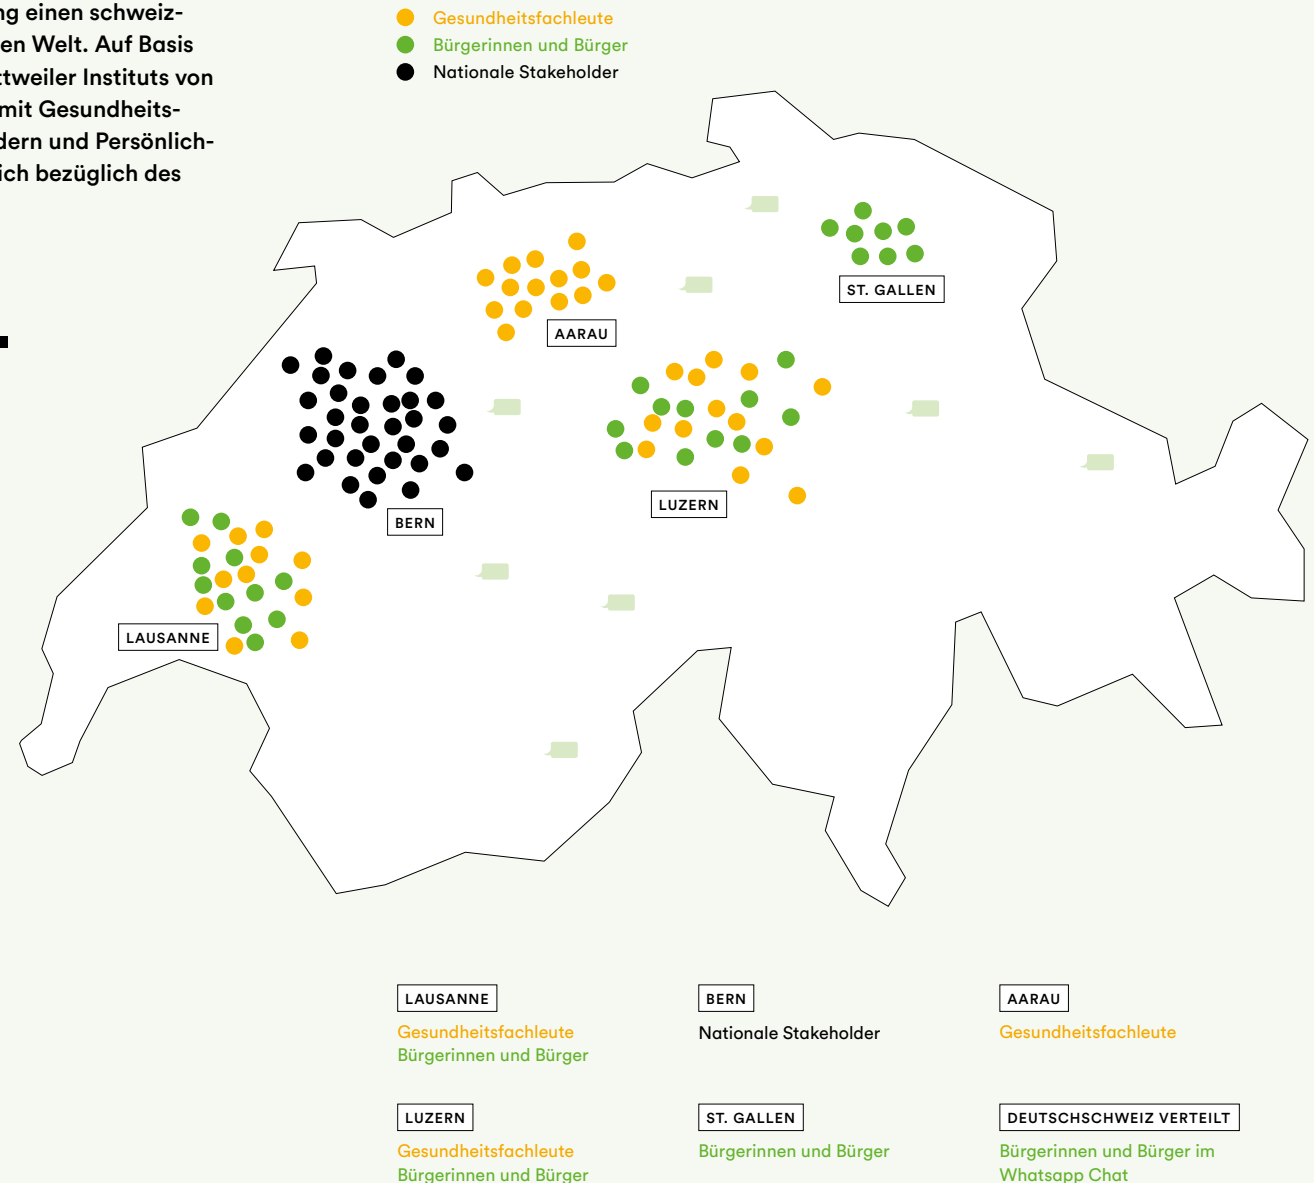 ng einen schweiz-
en Welt. Auf Basis
ttweiler Instituts von
mit Gesundheits-
dern und Persönlich-
ich bezüglich des
Gesundheitsfachleute
Bürgerinnen und Bürger
Nationale Stakeholder
ST. GALLEN
AARAU
LUZERN
BERN
LAUSANNE
LAUSANNE
Gesundheitsfachleute
Bürgerinnen und Bürger
BERN
Nationale Stakeholder
AARAU
Gesundheitsfachleute
LUZERN
Gesundheitsfachleute
Bürgerinnen und Bürger
ST. GALLEN
Bürgerinnen und Bürger
DEUTSCHSCHWEIZ VERTEILT
Bürgerinnen und Bürger im
Whatsapp Chat